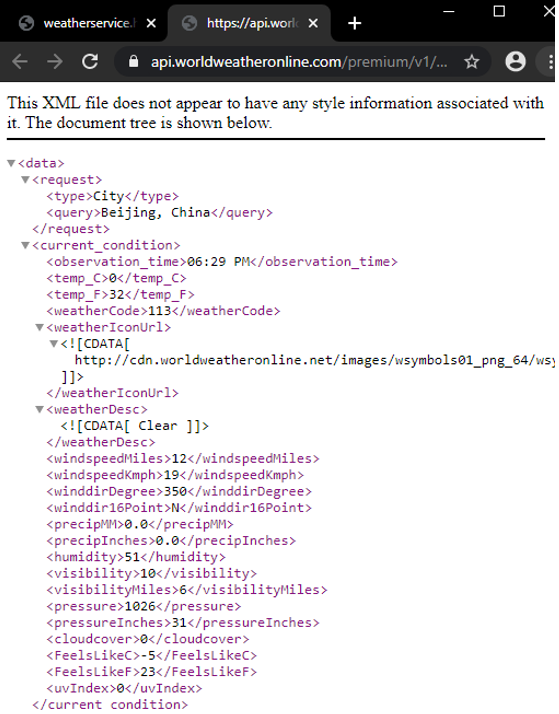 weatherservice.
https://api.worl
api.worldweatheronline.com/premium/v1/...
This XML file does not appear to have any style information associated with
it. The document tree is shown below.
<data>
<request>
<type>City</type>
<query>Beijing, China</query>
</request>
<current_condition>
<observation_time>06:29 PM</observation_time>
<temp_C>0</temp_C>
<temp_F>32</temp_F>
<weatherCode>113</weatherCode>
<weatherIconUrl>
<![CDATA[
http://cdn.worldweatheronline.net/images/wsymbols01_png_64/wsy
]]>
</weatherIconUrl>
<weatherDesc>
<![CDATA[ Clear ]]>
</weatherDesc>
<windspeedMiles>12</windspeedMiles>
<windspeedKmph>19</windspeedKmph>
<winddirDegree>350</winddirDegree>
<winddir16Point>N</winddir16Point>
<precipMM>0.0</precipMM>
<precipInches>0.0</precipInches>
<humidity>51</humidity>
<visibility>10</visibility>
<visibilityMiles>6</visibilityMiles>
<pressure>1026</pressure>
<pressureInches>31</pressureInches>
<cloudcover>0</cloudcover>
<FeelsLikeC>-5</FeelsLikeC>
<FeelsLikeF>23</FeelsLikeF>
<uvIndex>0</uvIndex>
</current_condition>